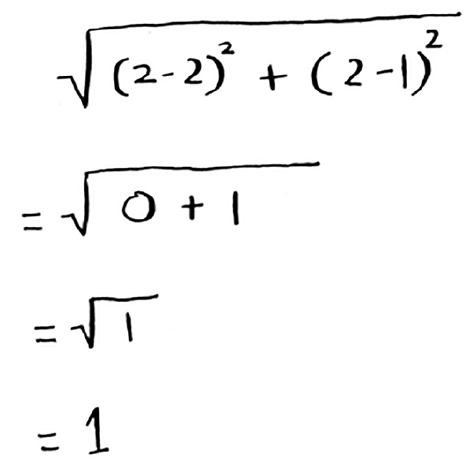 √((2-2)² + (2-1)²)
= √(0 + 1)
= √1
= 1